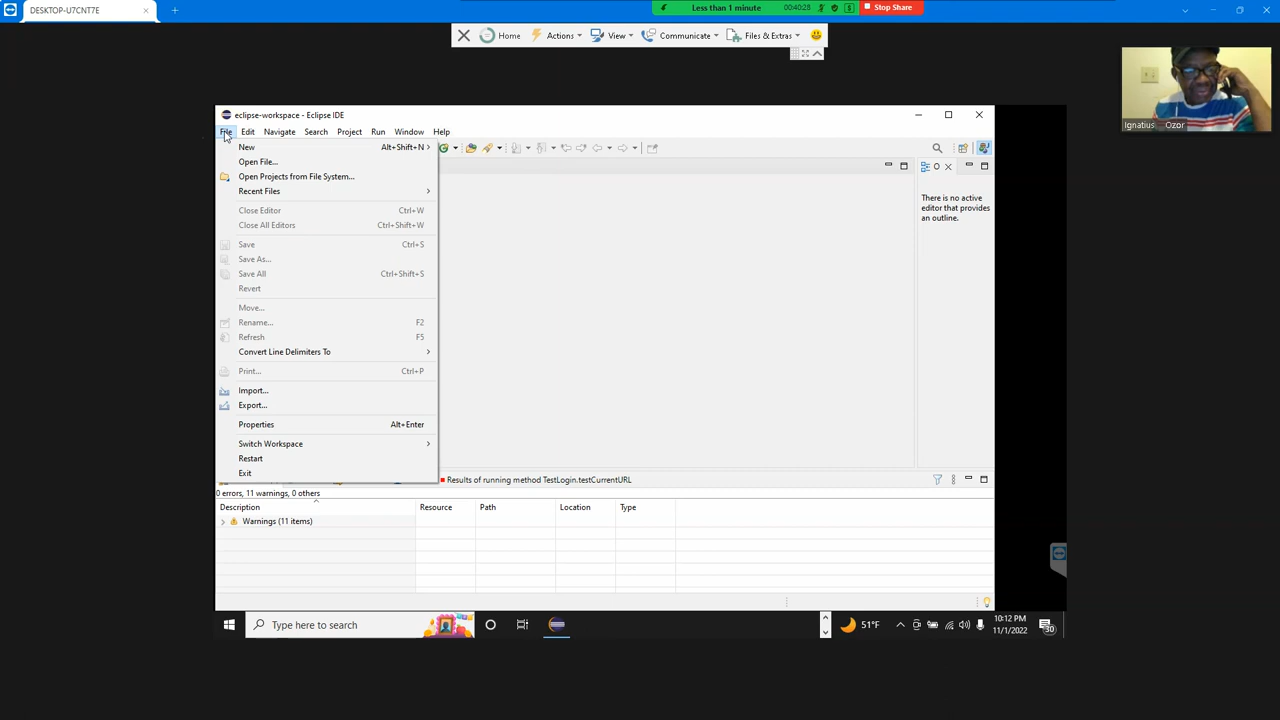 DESKTOP-U7CNT7E
Less than 1 minute
00:40:28
Stop Share
Home
Actions
View
Communicate
Files & Extras
Ignatius Ozor
eclipse-workspace - Eclipse IDE
File Edit Navigate Search Project Run Window Help
New Alt+Shift+N
Open File...
Open Projects from File System...
Recent Files
Close Editor Ctrl+W
Close All Editors Ctrl+Shift+W
Save Ctrl+S
Save As...
Save All Ctrl+Shift+S
Revert
Move...
Rename... F2
Refresh F5
Convert Line Delimiters To
Print... Ctrl+P
Import...
Export...
Properties Alt+Enter
Switch Workspace
Restart
Exit
O
There is no active
editor that provides
an outline.
Results of running method TestLogin.testCurrentURL
0 errors, 11 warnings, 0 others
Description Resource Path Location Type
Warnings (11 items)
Type here to search
51°F
10:12 PM
11/1/2022
30